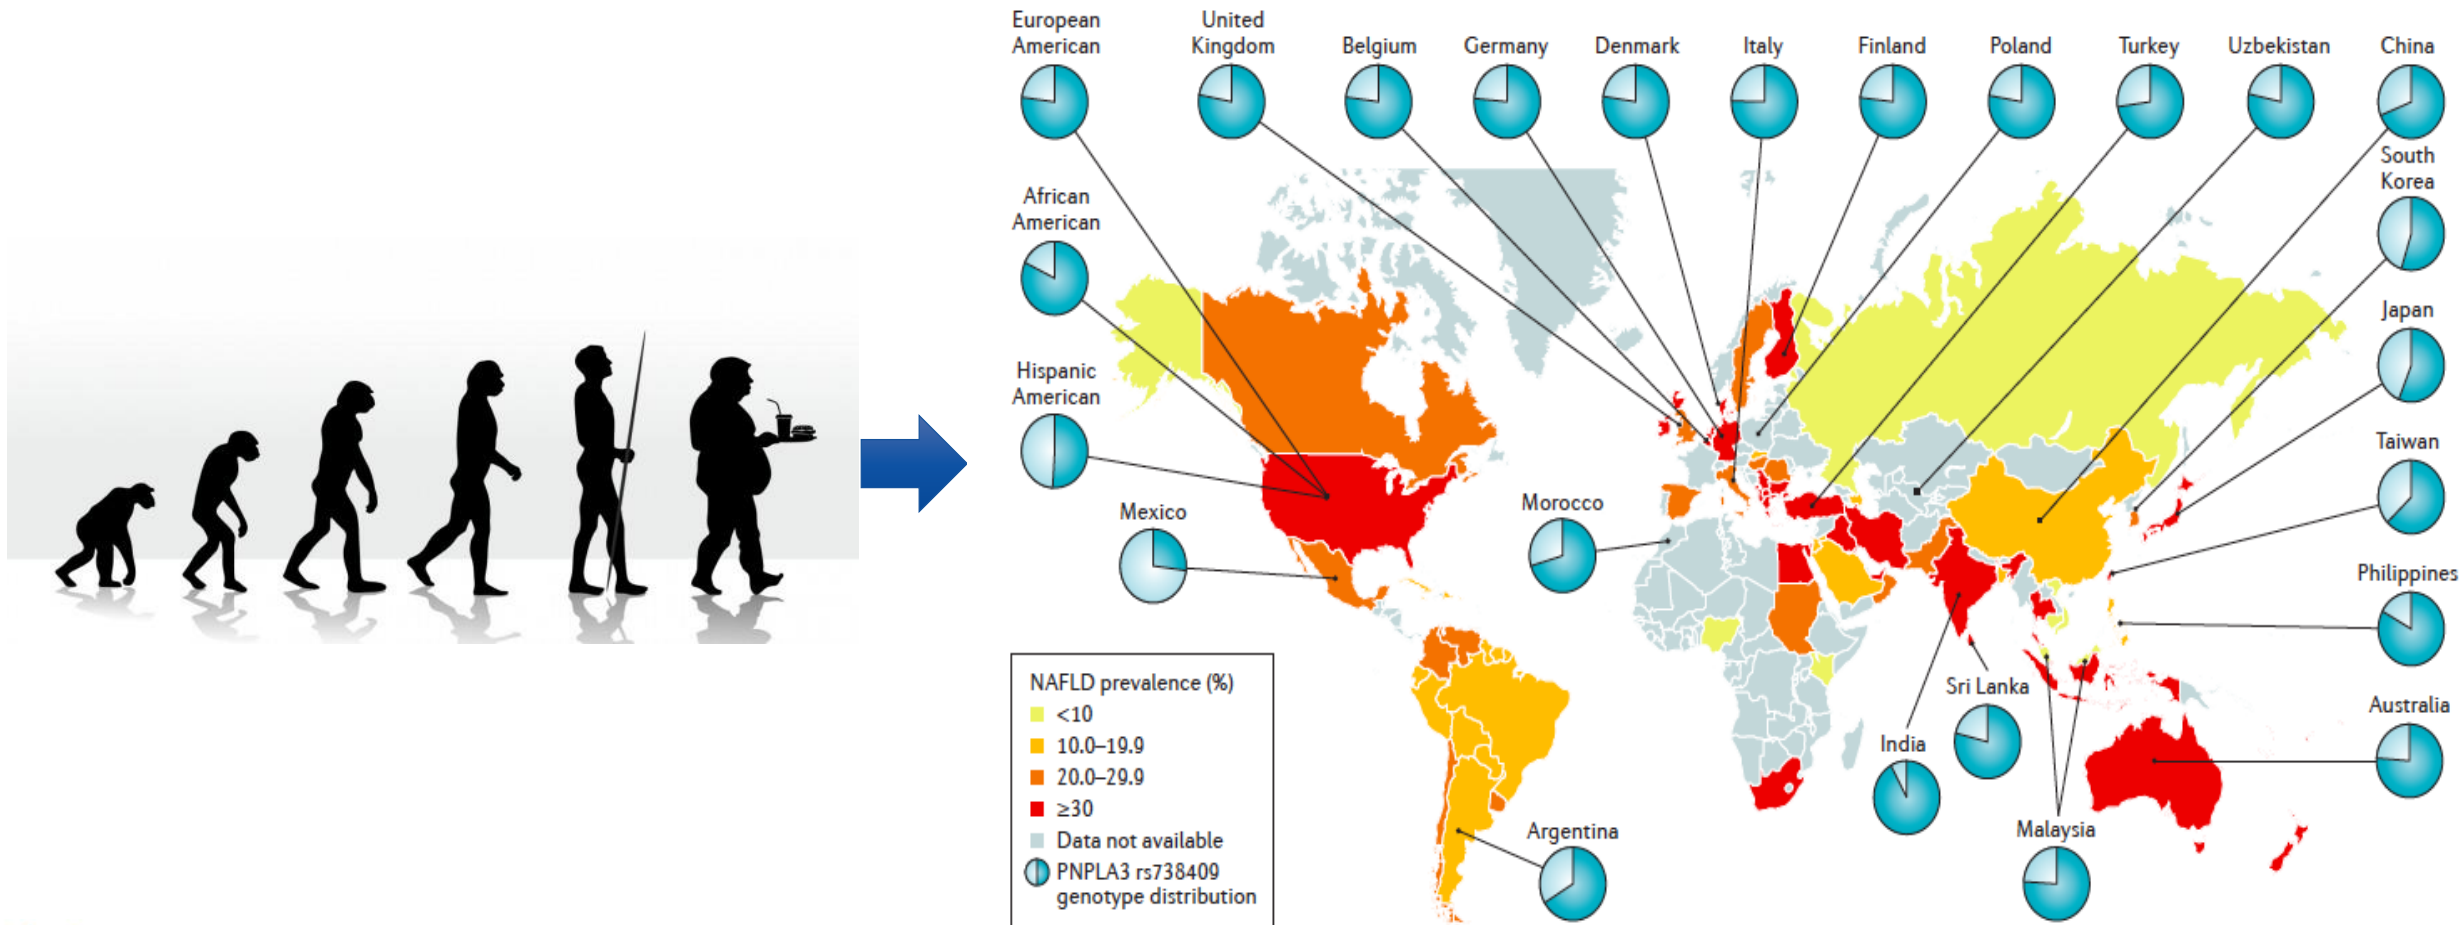 European
American
United
Kingdom
Belgium
Germany
Denmark
Italy
Finland
Poland
Turkey
Uzbekistan
China
South
Korea
African
American
Japan
Hispanic
American
Taiwan
Mexico
Morocco
Philippines
NAFLD prevalence (%)
<10
10.0–19.9
20.0–29.9
≥30
Data not available
PNPLA3 rs738409
genotype distribution
Sri Lanka
Australia
India
Argentina
Malaysia